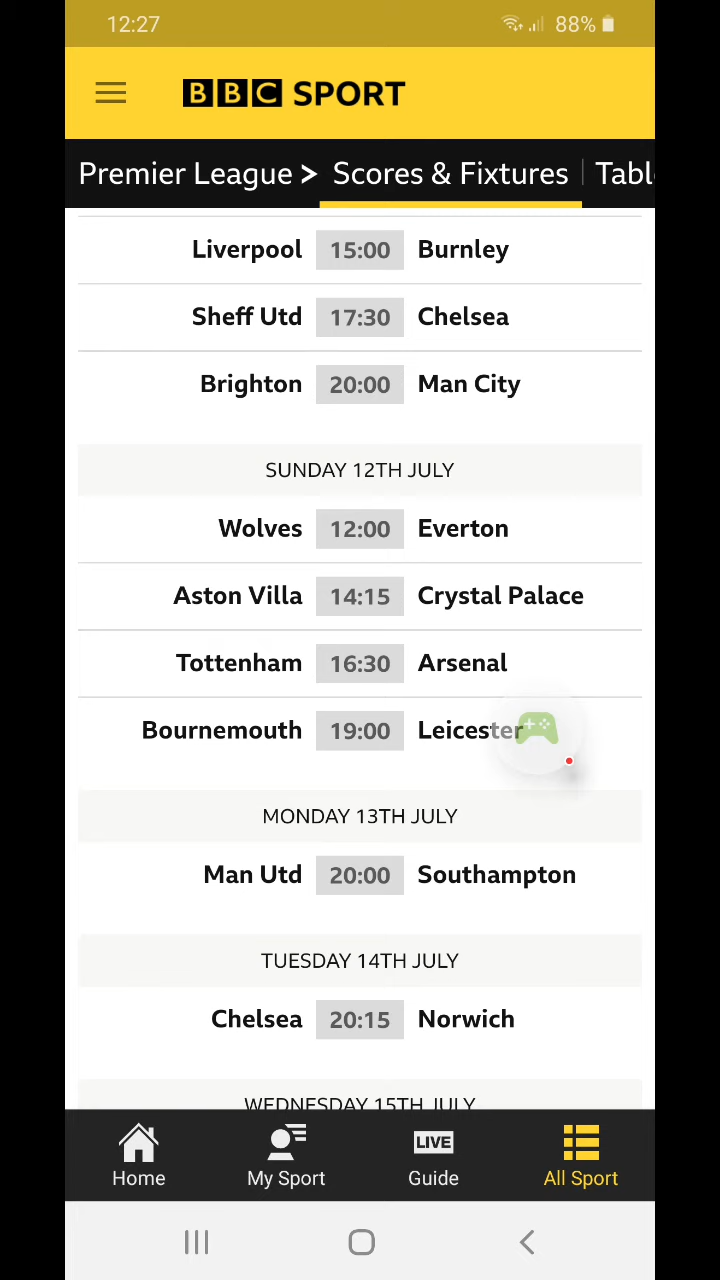 12:27 88%
BBC SPORT
Premier League > Scores & Fixtures Tabl
Liverpool 15:00 Burnley
Sheff Utd 17:30 Chelsea
Brighton 20:00 Man City
SUNDAY 12TH JULY
Wolves 12:00 Everton
Aston Villa 14:15 Crystal Palace
Tottenham 16:30 Arsenal
Bournemouth 19:00 Leicester
MONDAY 13TH JULY
Man Utd 20:00 Southampton
TUESDAY 14TH JULY
Chelsea 20:15 Norwich
WEDNESDAY 15TH JULY
LIVE
Home My Sport Guide All Sport